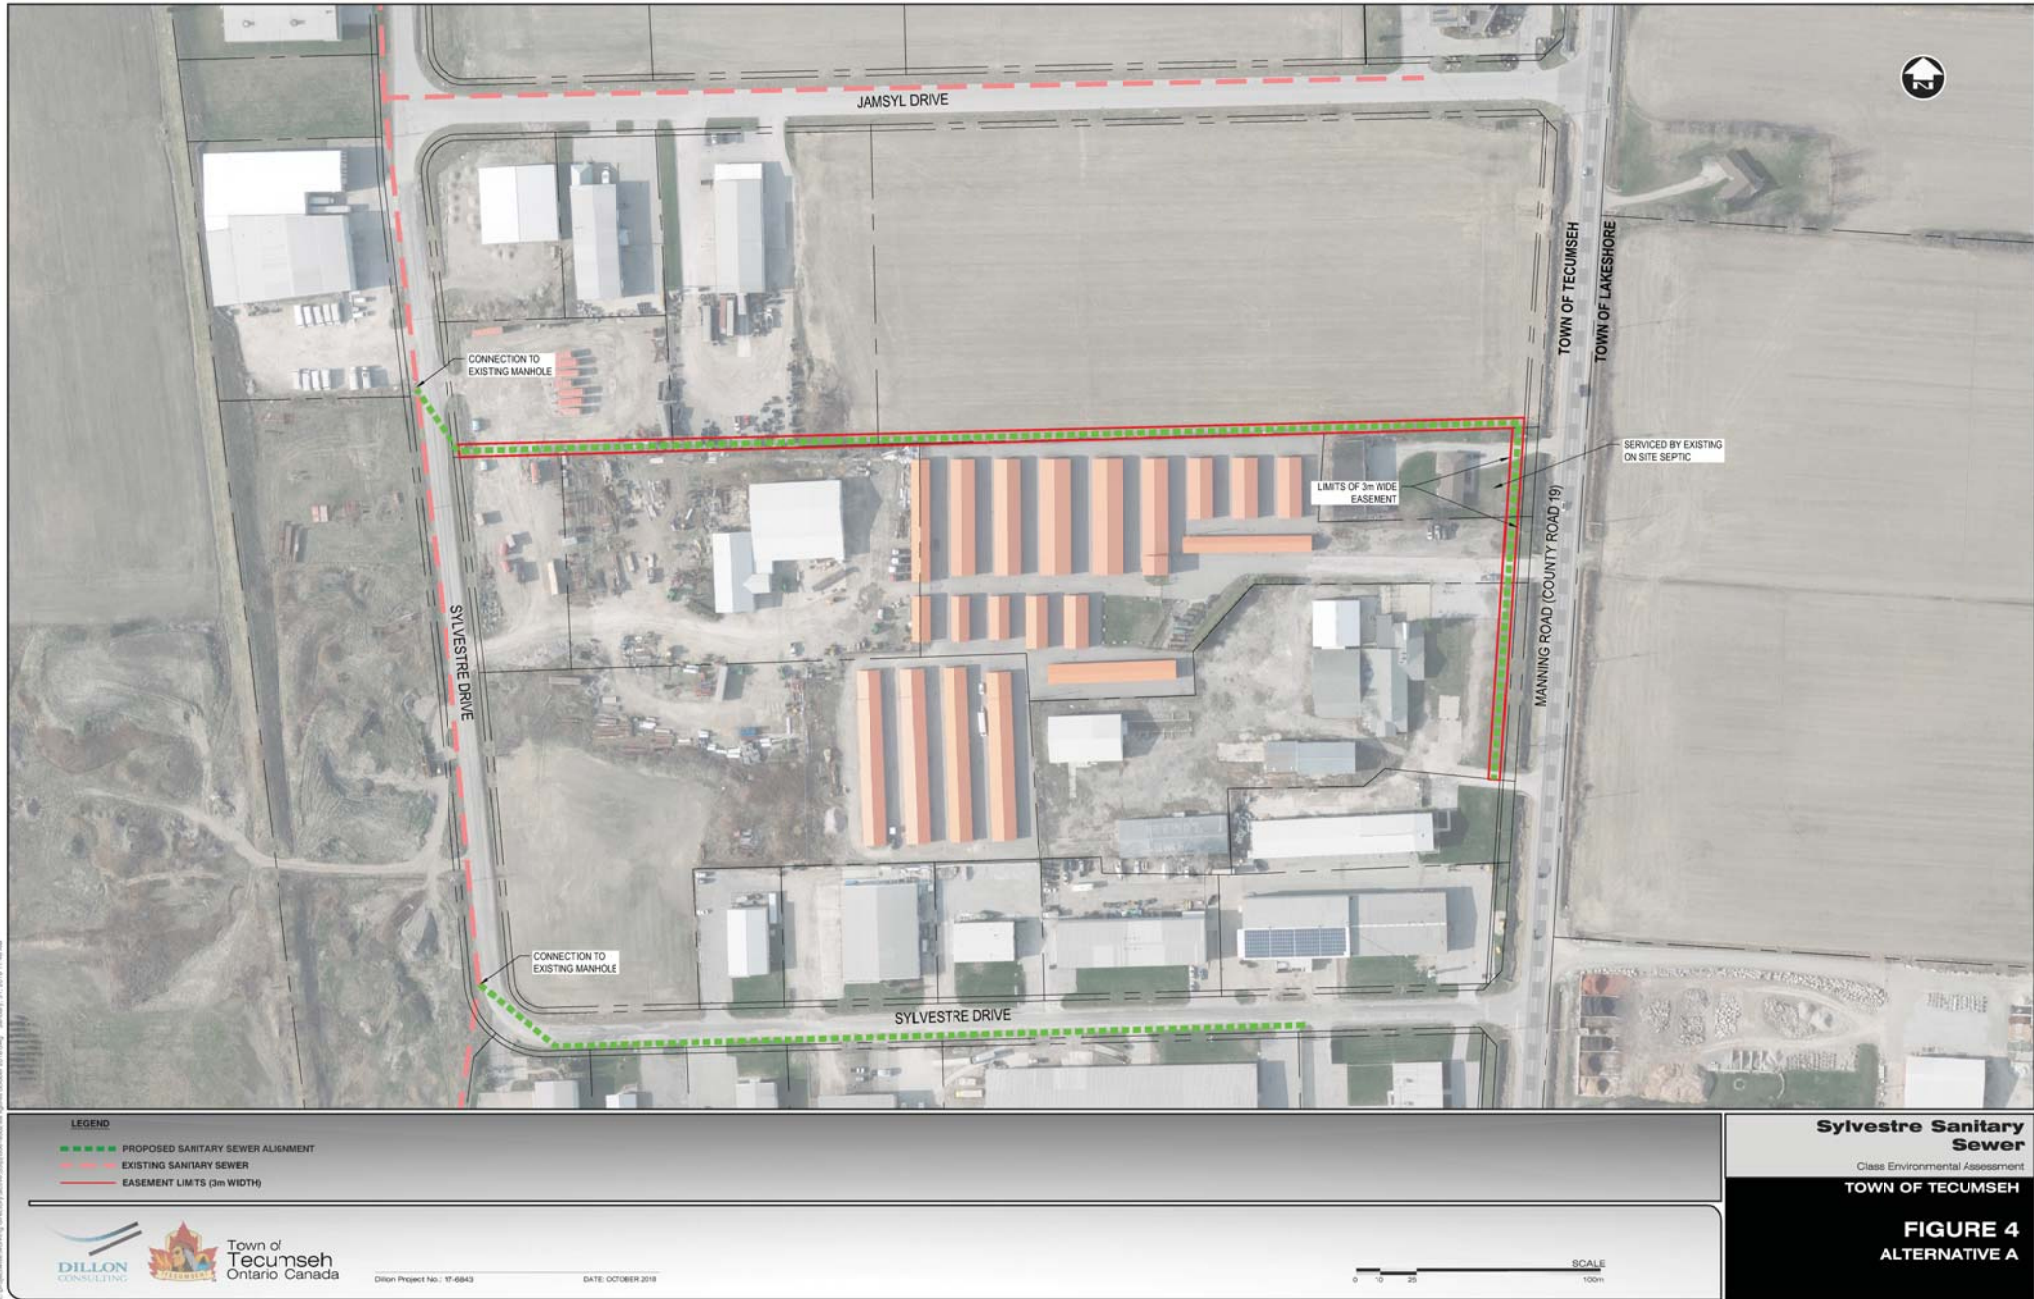 JAMSYL DRIVE
TOWN OF TECUMSEH
TOWN OF LAKESHORE
CONNECTION TO
EXISTING MANHOLE
SERVICED BY EXISTING
ON SITE SEPTIC
LIMITS OF 3m WIDE
EASEMENT
MANNING ROAD (COUNTY ROAD 19)
SYLVESTRE DRIVE
CONNECTION TO
EXISTING MANHOLE
SYLVESTRE DRIVE
LEGEND
PROPOSED SANITARY SEWER ALIGNMENT
EXISTING SANITARY SEWER
EASEMENT LIMITS (3m WIDTH)
Sylvestre Sanitary
Sewer
Class Environmental Assessment
TOWN OF TECUMSEH
FIGURE 4
ALTERNATIVE A
DILLON
CONSULTING
TECUMSEH
Town of
Tecumseh
Ontario Canada
Dillon Project No.: 17-6843
DATE: OCTOBER 2018
SCALE
0 10 25 100m